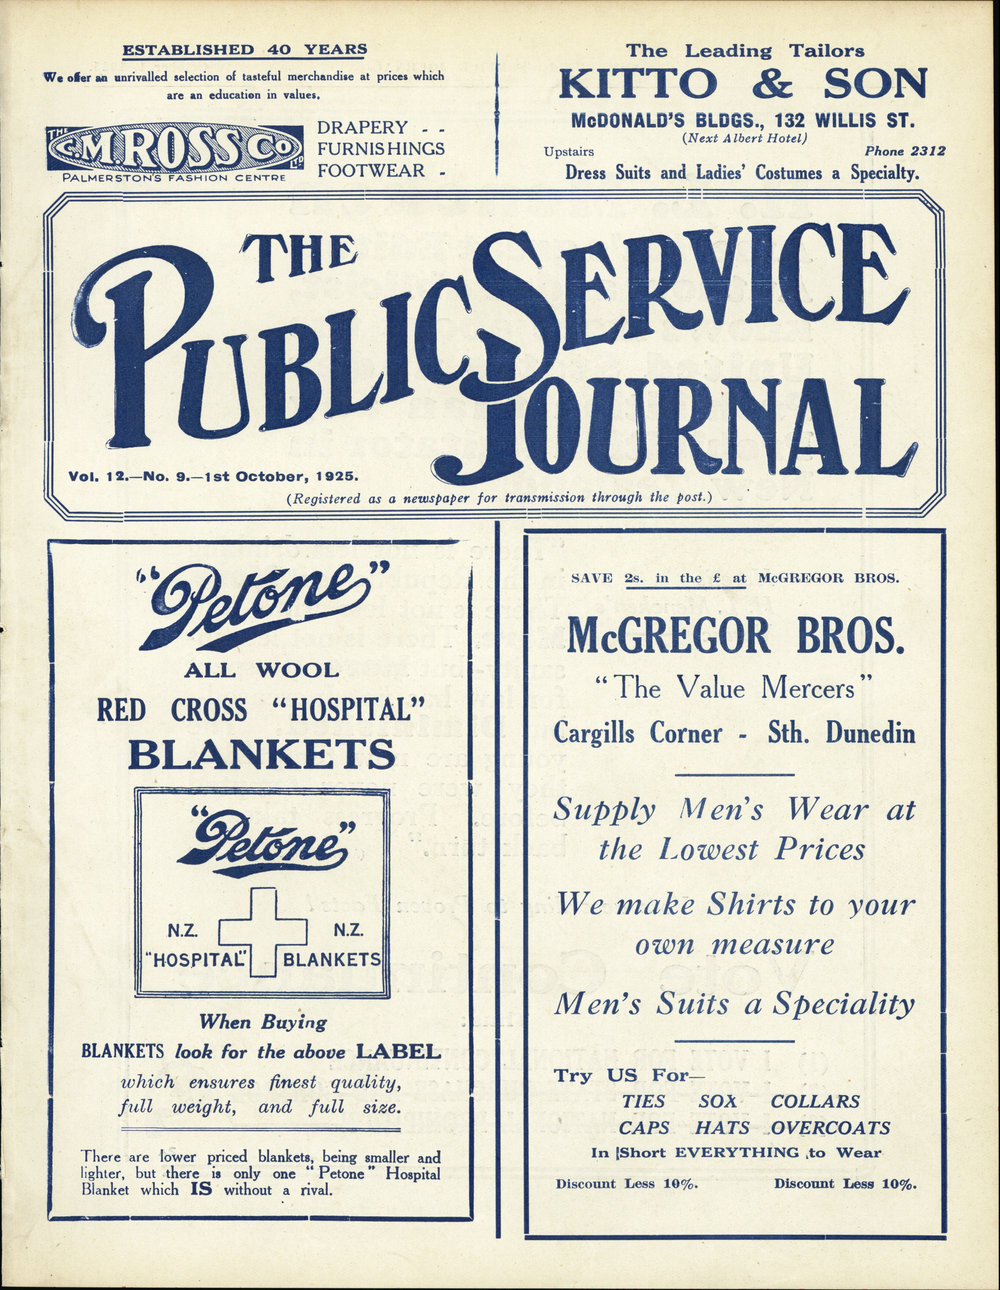 ESTABLISHED 40 YEARS
We offer an unrivalled selection of tasteful merchandise at prices which
are an education in values.
THE C.M. ROSS CO LTD
PALMERSTON'S FASHION CENTRE
DRAPERY - -
FURNISHINGS
FOOTWEAR -
The Leading Tailors
KITTO & SON
McDONALD'S BLDGS., 132 WILLIS ST.
(Next Albert Hotel)
Upstairs Phone 2312
Dress Suits and Ladies' Costumes a Specialty.
THE
PUBLIC SERVICE
JOURNAL
Vol. 12.—No. 9.—1st October, 1925.
(Registered as a newspaper for transmission through the post.)
"Petone"
ALL WOOL
RED CROSS "HOSPITAL"
BLANKETS
"Petone"
N.Z. N.Z.
"HOSPITAL" BLANKETS
When Buying
BLANKETS look for the above LABEL
which ensures finest quality,
full weight, and full size.
There are lower priced blankets, being smaller and
lighter, but there is only one "Petone" Hospital
Blanket which IS without a rival.
SAVE 2s. in the £ at McGREGOR BROS.
McGREGOR BROS.
"The Value Mercers"
Cargills Corner - Sth. Dunedin
Supply Men's Wear at
the Lowest Prices
We make Shirts to your
own measure
Men's Suits a Speciality
Try US For—
TIES SOX COLLARS
CAPS HATS OVERCOATS
In Short EVERYTHING to Wear
Discount Less 10%. Discount Less 10%.